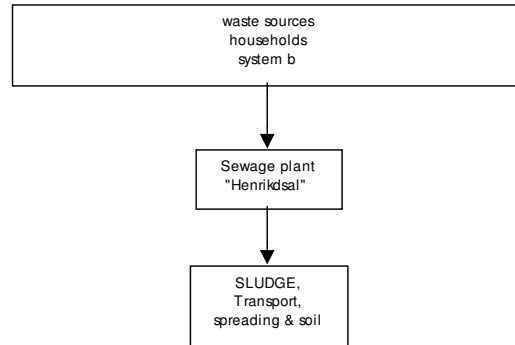 waste sources
households
system b
Sewage plant
"Henrikdsal"
SLUDGE,
Transport,
spreading & soil